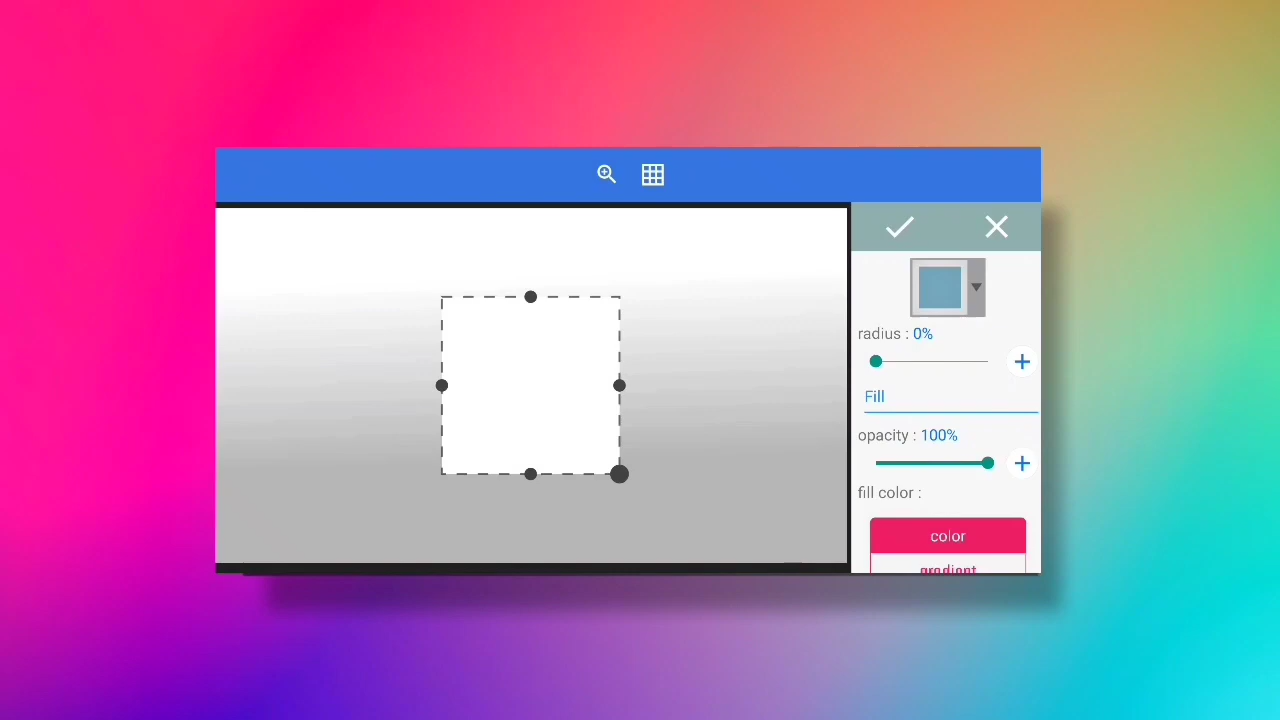 radius : 0%
Fill
opacity : 100%
fill color :
color
gradient